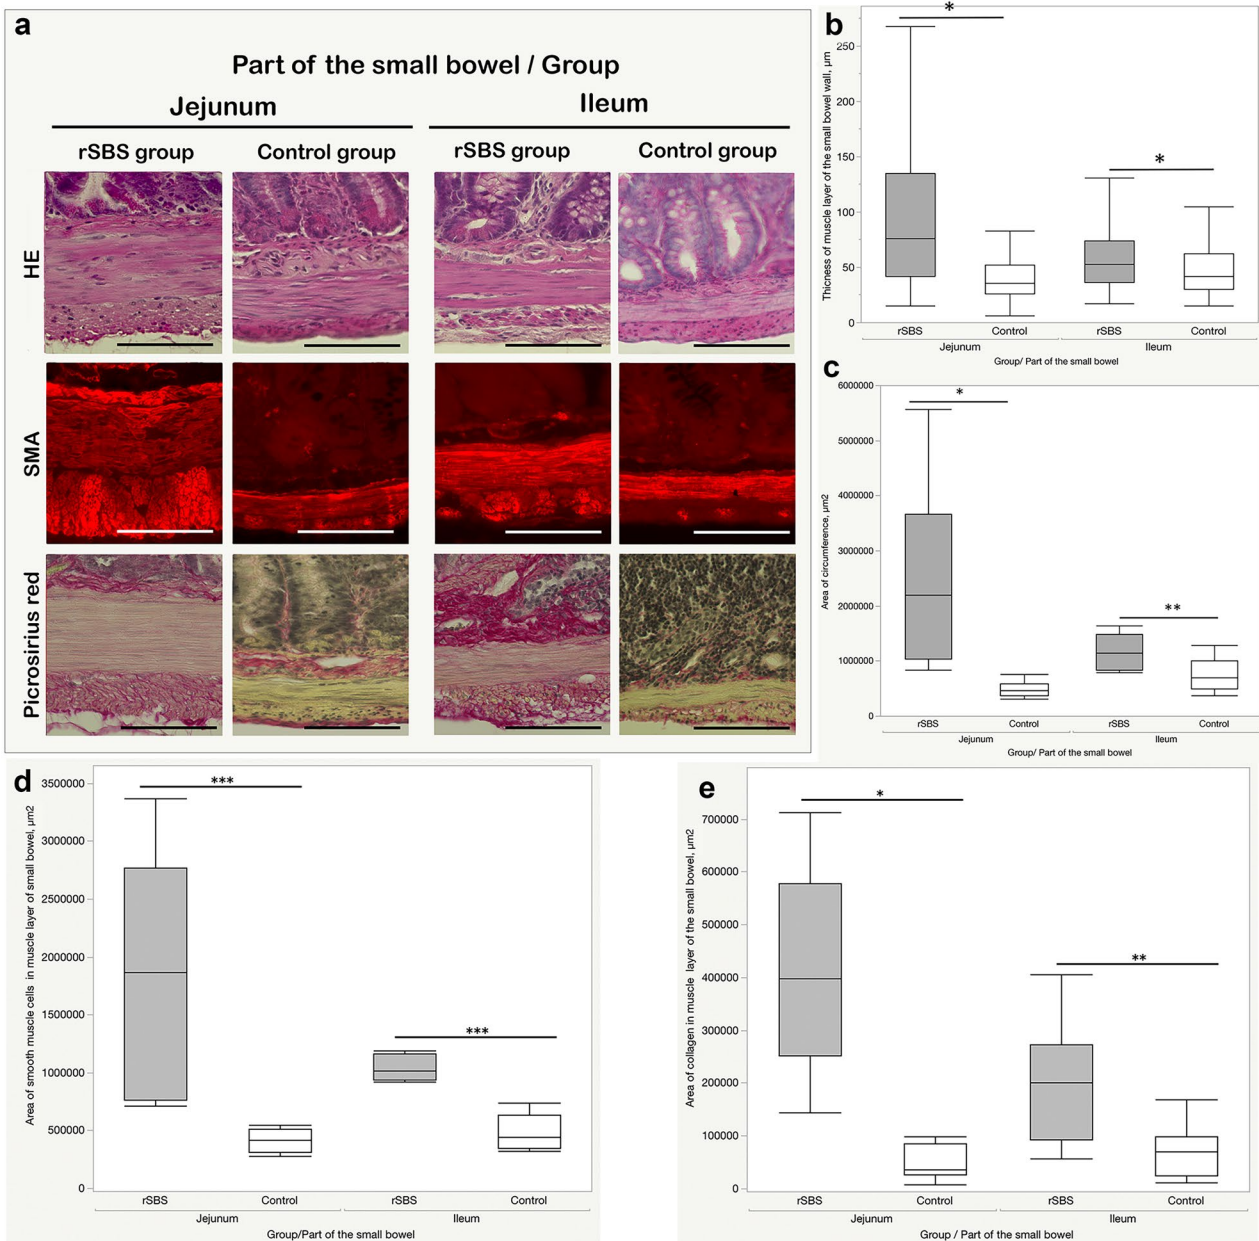 a
Part of the small bowel / Group
Jejunum
Ileum
rSBS group
Control group
rSBS group
Control group
HE
SMA
Picrosirius red
b
*
*
Thicness of muscle layer of the small bowel wall, µm
250
200
150
100
50
0
rSBS
Control
rSBS
Control
Jejunum
Ileum
Group/ Part of the small bowel
c
*
**
Area of circumference, µm2
6000000
5000000
4000000
3000000
2000000
1000000
0
rSBS
Control
rSBS
Control
Jejunum
Ileum
Group/ Part of the small bowel
d
***
***
Area of smooth muscle cells in muscle layer of small bowel, µm2
3500000
3000000
2500000
2000000
1500000
1000000
500000
0
rSBS
Control
rSBS
Control
Jejunum
Ileum
Group/Part of the small bowel
e
*
**
Area of collagen in muscle layer of the small bowel, µm2
700000
600000
500000
400000
300000
200000
100000
0
rSBS
Control
rSBS
Control
Jejunum
Ileum
Group / Part of the small bowel